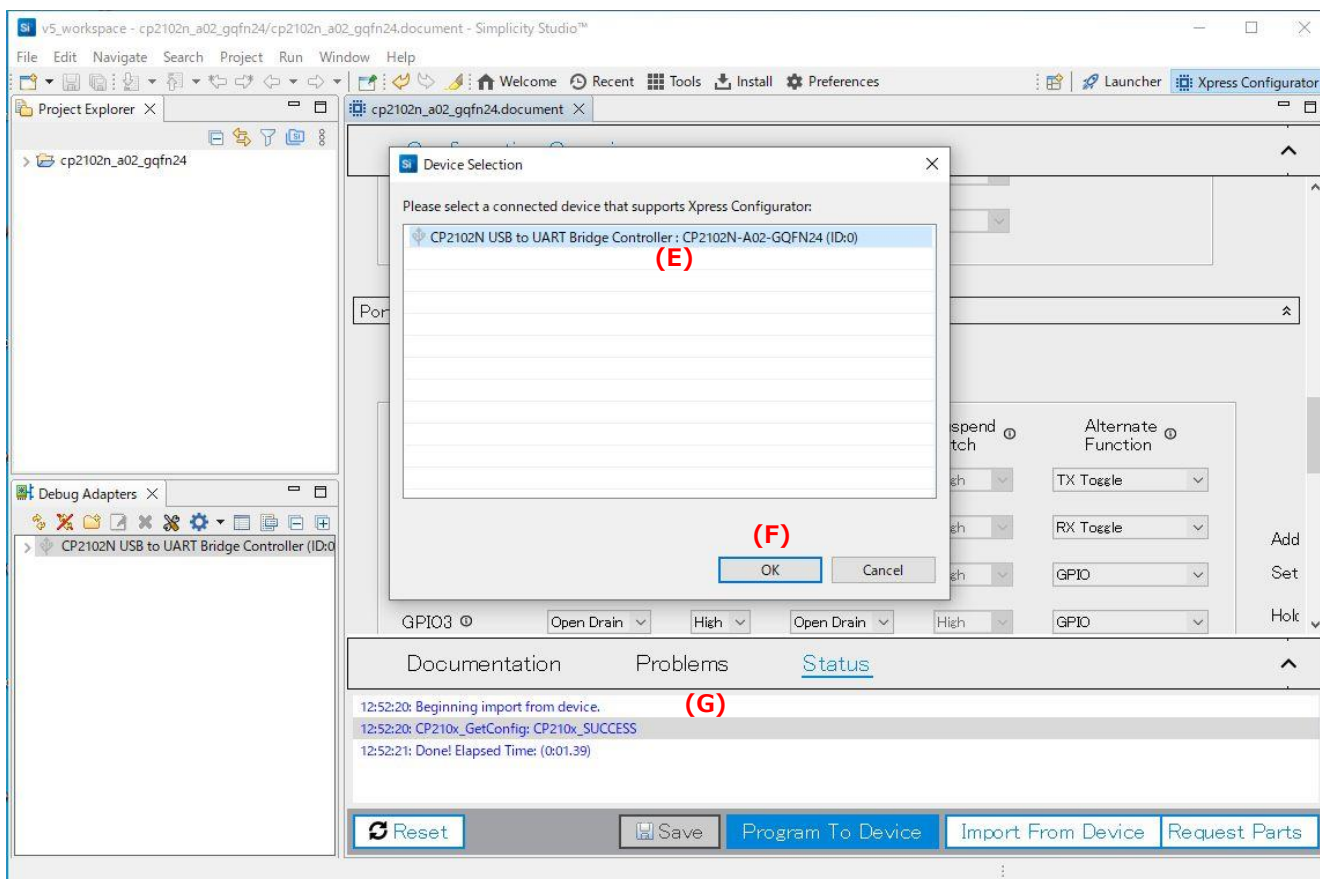 v5_workspace - cp2102n_a02_gqfn24/cp2102n_a02_gqfn24.document - Simplicity Studio™
File Edit Navigate Search Project Run Window Help
Welcome Recent Tools Install Preferences Launcher Xpress Configurator
Project Explorer
cp2102n_a02_gqfn24.document
cp2102n_a02_gqfn24
Device Selection
Please select a connected device that supports Xpress Configurator:
CP2102N USB to UART Bridge Controller : CP2102N-A02-GQFN24 (ID:0)
(E)
Por
spend
tch
Alternate
Function
gh TX Toggle
gh RX Toggle
Add
(F)
OK Cancel
gh GPIO Set
GPIO3 Open Drain High Open Drain High GPIO Hold
Debug Adapters
CP2102N USB to UART Bridge Controller (ID:0
Documentation Problems Status
(G)
12:52:20: Beginning import from device.
12:52:20: CP210x_GetConfig: CP210x_SUCCESS
12:52:21: Done! Elapsed Time: (0:01.39)
Reset Save Program To Device Import From Device Request Parts